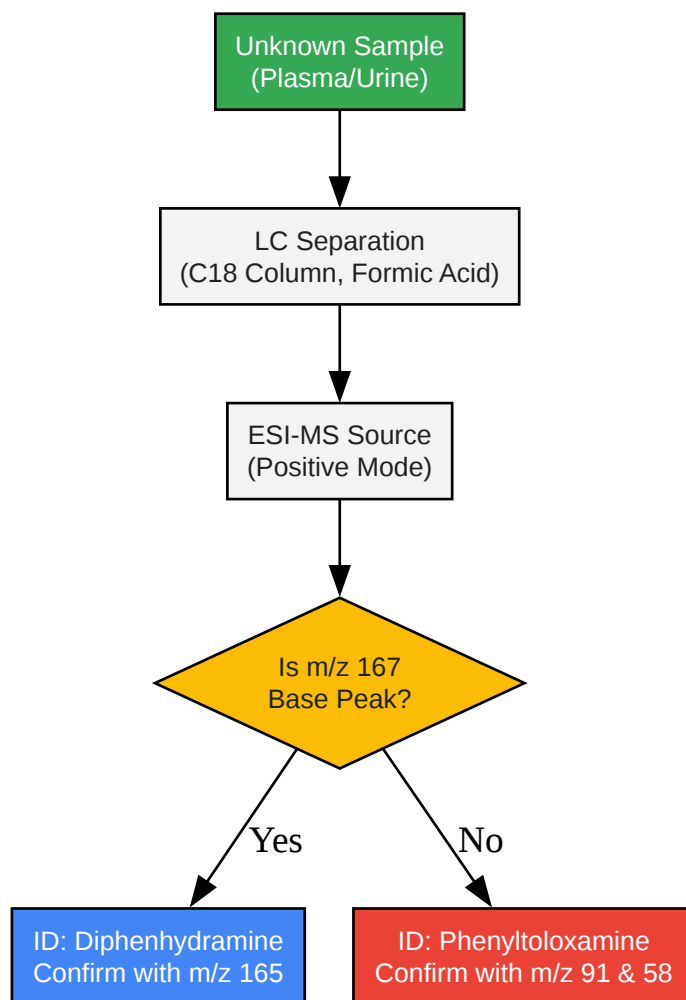 Unknown Sample
(Plasma/Urine)
LC Separation
(C18 Column, Formic Acid)
ESI-MS Source
(Positive Mode)
Is m/z 167
Base Peak?
Yes
No
ID: Diphenhydramine
Confirm with m/z 165
ID: Phenyltoloxamine
Confirm with m/z 91 & 58